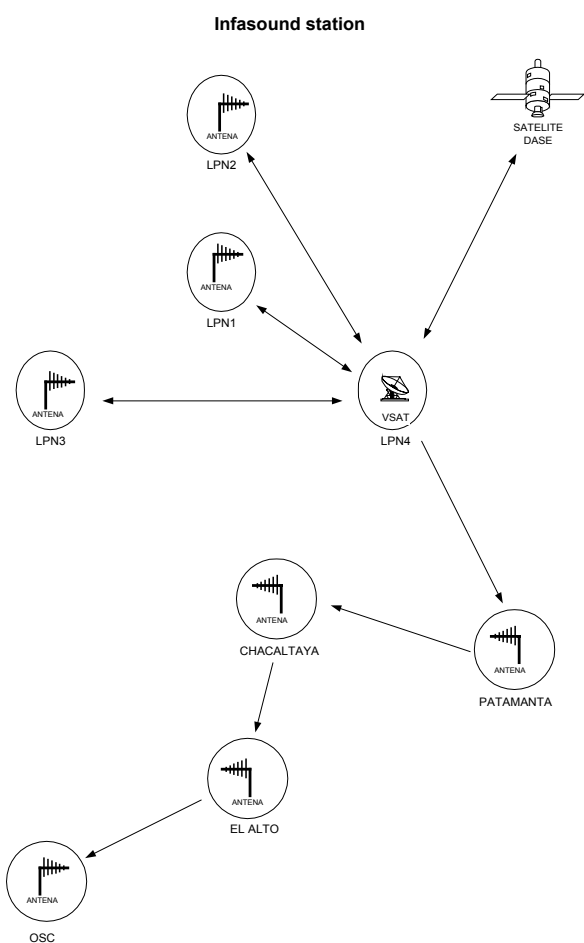 Infasound station
SATELITE
DASE
ANTENA
LPN2
ANTENA
LPN1
ANTENA
LPN3
VSAT
LPN4
ANTENA
CHACALTAYA
ANTENA
PATAMANTA
ANTENA
EL ALTO
ANTENA
OSC